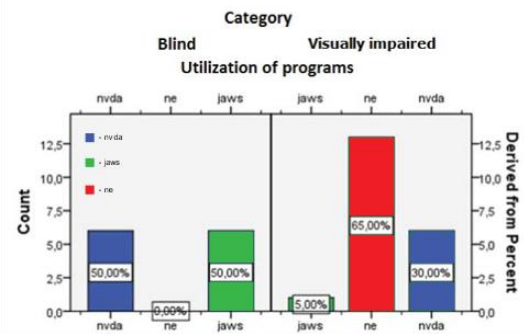 Category
Blind Visually impaired
Utilization of programs
nvda ne jaws jaws ne nvda
- nvda
- jaws
- ne
12,5 12,5
10,0 10,0
7,5 7,5
5,0 5,0
2,5 2,5
0,0 0,0
Count
Derived from Percent
50,00% 0,00% 50,00% 5,00% 65,00% 30,00%
nvda ne jaws jaws ne nvda